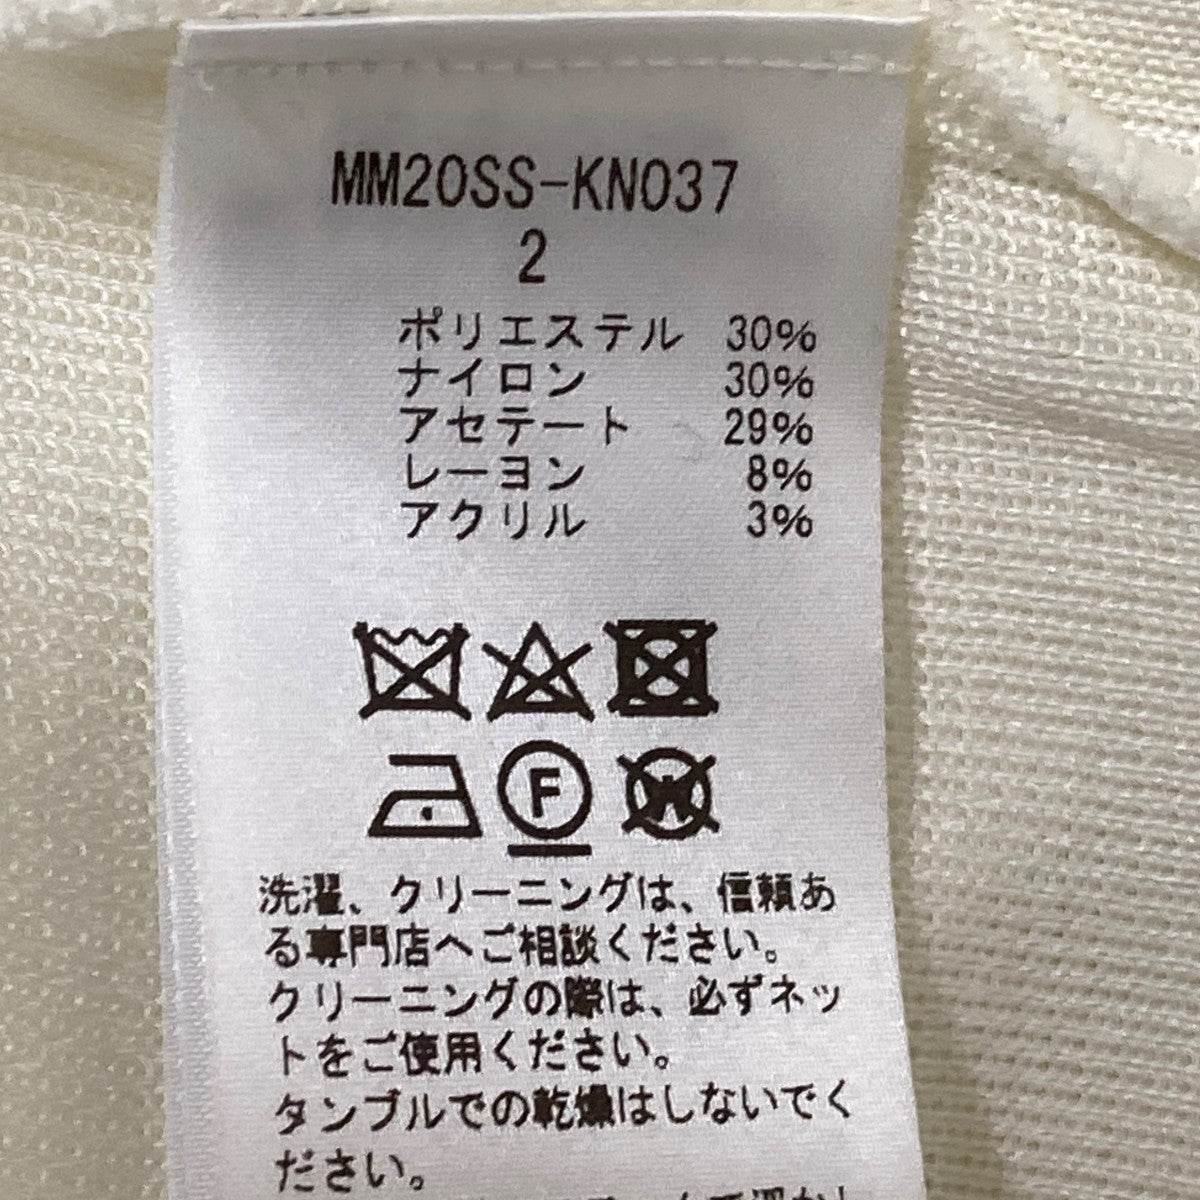 MM20SS-KN037
2
ポリエステル 30%
ナイロン 30%
アセテート 29%
レーヨン 8%
アクリル 3%
F
W
洗濯、クリーニングは、信頼あ
る専門店へご相談ください。
クリーニングの際は、必ずネッ
トをご使用ください。
タンブルでの乾燥はしないでく
ださい。